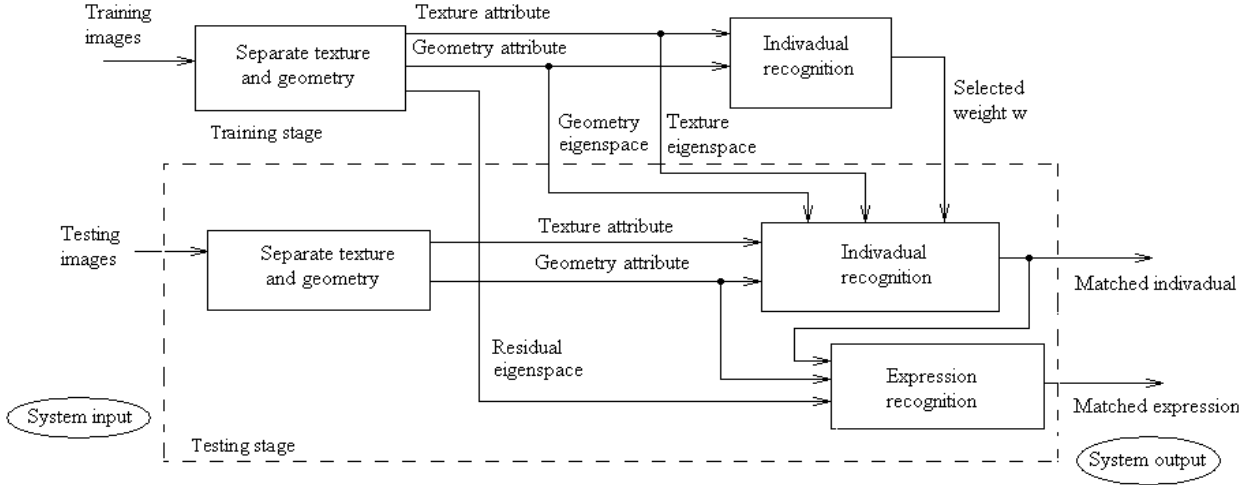 Training
images
Separate texture
and geometry
Training stage
Texture attribute
Geometry attribute
Indivadual
recognition
Selected
weight w
Geometry
eigenspace
Texture
eigenspace
Testing
images
Separate texture
and geometry
Texture attribute
Geometry attribute
Indivadual
recognition
Matched indivadual
Residual
eigenspace
Expression
recognition
Matched expression
System input
Testing stage
System output